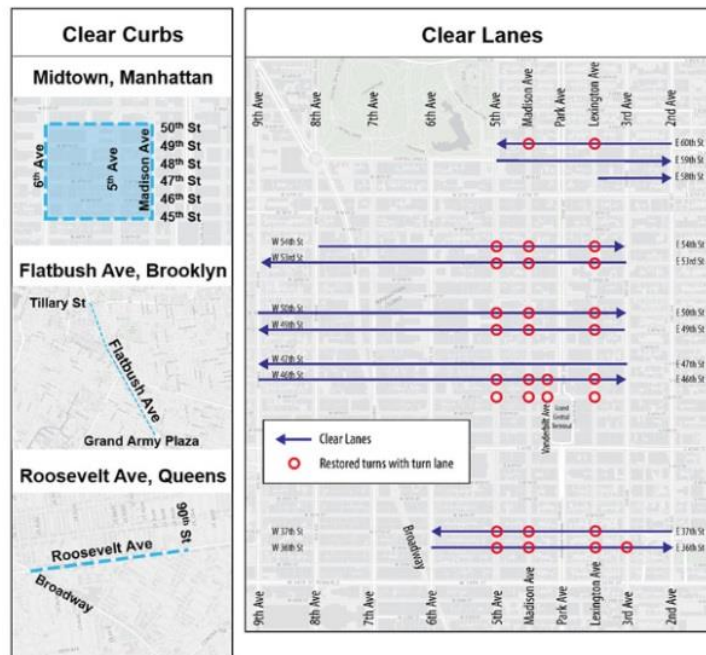 Clear Curbs
Midtown, Manhattan
6th Ave
5th Ave
Madison Ave
50th St
49th St
48th St
47th St
46th St
45th St
Flatbush Ave, Brooklyn
Tillary St
Flatbush Ave
Grand Army Plaza
Roosevelt Ave, Queens
90th St
Roosevelt Ave
Broadway
Clear Lanes
9th Ave
8th Ave
7th Ave
6th Ave
5th Ave
Madison Ave
Park Ave
Lexington Ave
3rd Ave
2nd Ave
E 60th St
E 59th St
E 58th St
W 54th St
E 54th St
W 53rd St
E 53rd St
W 50th St
E 50th St
W 49th St
E 49th St
W 47th St
E 47th St
W 46th St
E 46th St
Vanderbilt Ave
Grand
Central
Terminal
Clear Lanes
Restored turns with turn lane
Broadway
W 37th St
E 37th St
W 36th St
E 36th St
9th Ave
8th Ave
7th Ave
6th Ave
5th Ave
Madison Ave
Park Ave
Lexington Ave
3rd Ave
2nd Ave